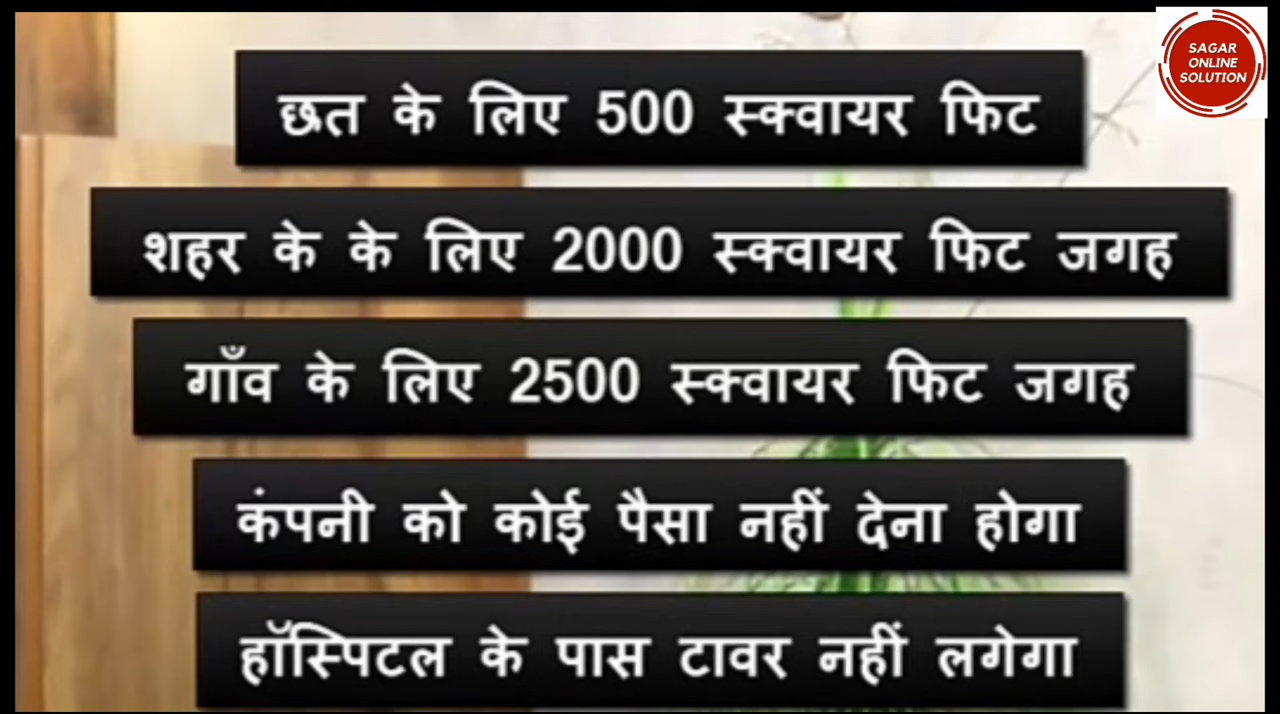 SAGAR
ONLINE
SOLUTION
छत के लिए 500 स्क्वायर फिट
शहर के के लिए 2000 स्क्वायर फिट जगह
गाँव के लिए 2500 स्क्वायर फिट जगह
कंपनी को कोई पैसा नहीं देना होगा
हॉस्पिटल के पास टावर नहीं लगेगा